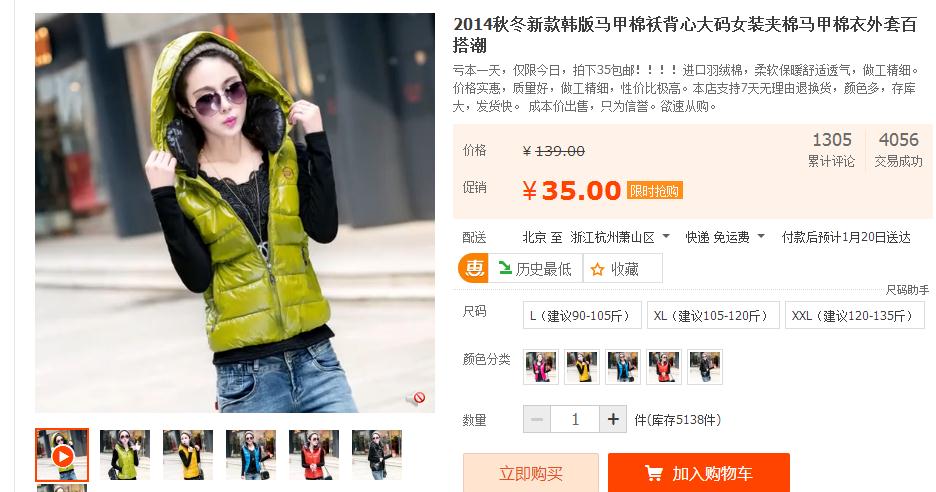 2014秋冬新款韩版马甲棉袄背心大码女装夹棉马甲棉衣外套百
搭潮
亏本一天，仅限今日，拍下35包邮！！！！进口羽绒棉，柔软保暖舒适透气，做工精细。
价格实惠，质量好，做工精细，性价比极高。本店支持7天无理由退换货，颜色多，存库
大，发货快。 成本价出售，只为信誉。欲速从购。
价格 ¥ 139.00
1305 4056
累计评论 交易成功
促销 ¥ 35.00 限时抢购
配送 北京 至 浙江杭州萧山区 快递 免运费 付款后预计1月20日送达
惠 历史最低 收藏
尺码助手
尺码 L（建议90-105斤） XL（建议105-120斤） XXL（建议120-135斤）
颜色分类
数量 1 件(库存5138件)
立即购买 加入购物车